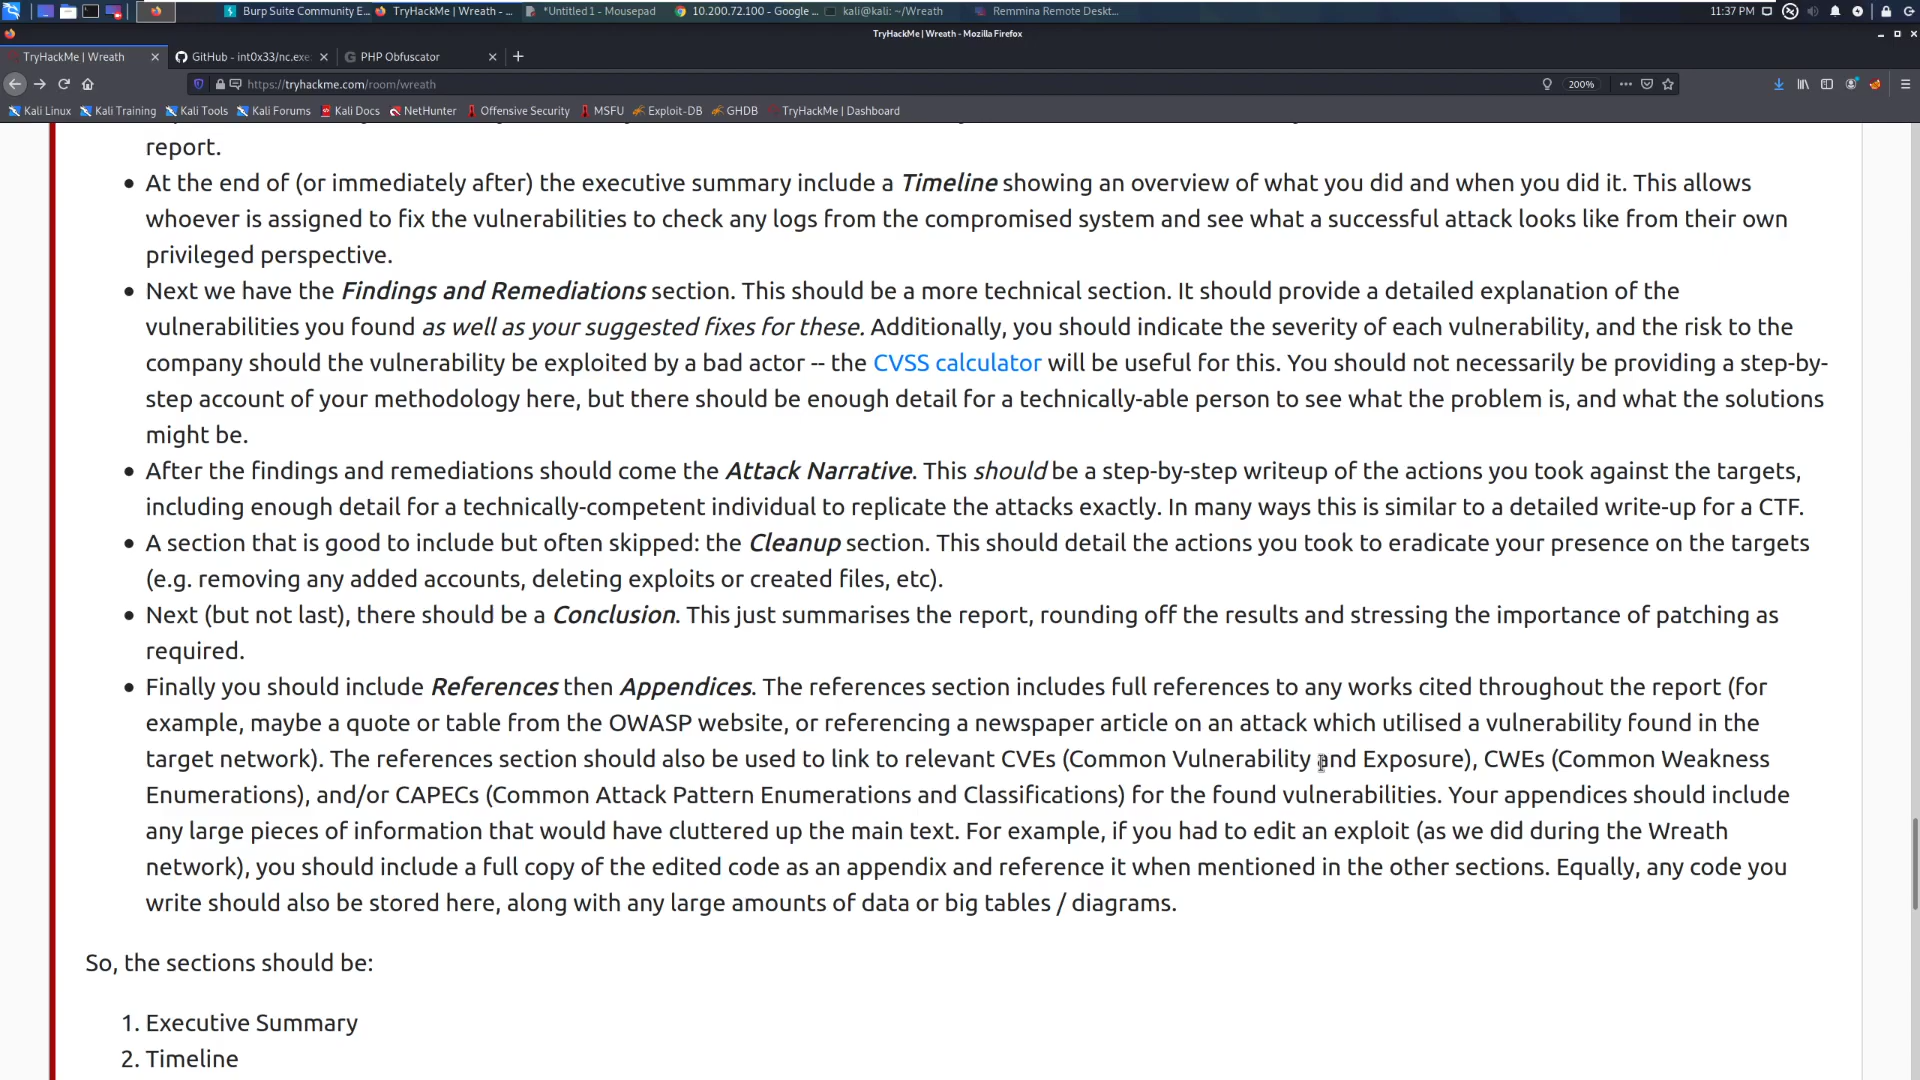 Burp Suite Community E...
TryHackMe | Wreath - ...
*Untitled 1 - Mousepad
10.200.72.100 - Google ...
kali@kali: ~/Wreath
Remmina Remote Deskt...
11:37 PM
TryHackMe | Wreath - Mozilla Firefox
TryHackMe | Wreath
GitHub - int0x33/nc.exe:
PHP Obfuscator
https://tryhackme.com/room/wreath
200%
Kali Linux
Kali Training
Kali Tools
Kali Forums
Kali Docs
NetHunter
Offensive Security
MSFU
Exploit-DB
GHDB
TryHackMe | Dashboard
report.
• At the end of (or immediately after) the executive summary include a Timeline showing an overview of what you did and when you did it. This allows
whoever is assigned to fix the vulnerabilities to check any logs from the compromised system and see what a successful attack looks like from their own
privileged perspective.
• Next we have the Findings and Remediations section. This should be a more technical section. It should provide a detailed explanation of the
vulnerabilities you found as well as your suggested fixes for these. Additionally, you should indicate the severity of each vulnerability, and the risk to the
company should the vulnerability be exploited by a bad actor -- the CVSS calculator will be useful for this. You should not necessarily be providing a step-by-
step account of your methodology here, but there should be enough detail for a technically-able person to see what the problem is, and what the solutions
might be.
• After the findings and remediations should come the Attack Narrative. This should be a step-by-step writeup of the actions you took against the targets,
including enough detail for a technically-competent individual to replicate the attacks exactly. In many ways this is similar to a detailed write-up for a CTF.
• A section that is good to include but often skipped: the Cleanup section. This should detail the actions you took to eradicate your presence on the targets
(e.g. removing any added accounts, deleting exploits or created files, etc).
• Next (but not last), there should be a Conclusion. This just summarises the report, rounding off the results and stressing the importance of patching as
required.
• Finally you should include References then Appendices. The references section includes full references to any works cited throughout the report (for
example, maybe a quote or table from the OWASP website, or referencing a newspaper article on an attack which utilised a vulnerability found in the
target network). The references section should also be used to link to relevant CVEs (Common Vulnerability and Exposure), CWEs (Common Weakness
Enumerations), and/or CAPECs (Common Attack Pattern Enumerations and Classifications) for the found vulnerabilities. Your appendices should include
any large pieces of information that would have cluttered up the main text. For example, if you had to edit an exploit (as we did during the Wreath
network), you should include a full copy of the edited code as an appendix and reference it when mentioned in the other sections. Equally, any code you
write should also be stored here, along with any large amounts of data or big tables / diagrams.
So, the sections should be:
1. Executive Summary
2. Timeline